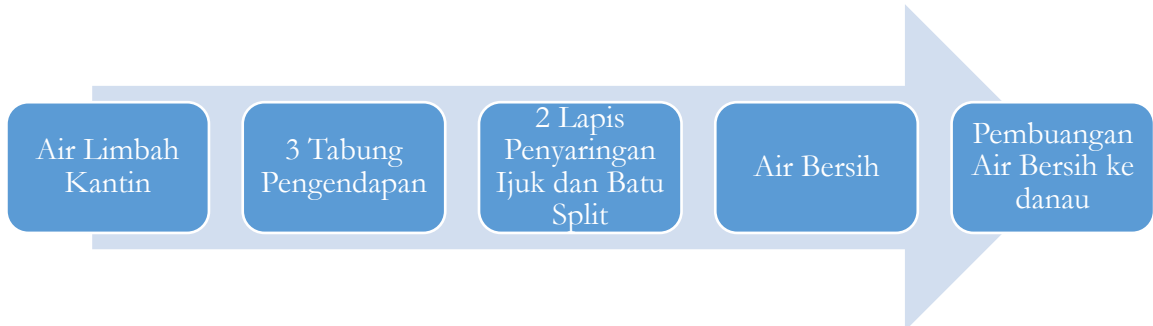 Air Limbah
Kantin
3 Tabung
Pengendapan
2 Lapis
Penyaringan
Ijuk dan Batu
Split
Air Bersih
Pembuangan
Air Bersih ke
danau